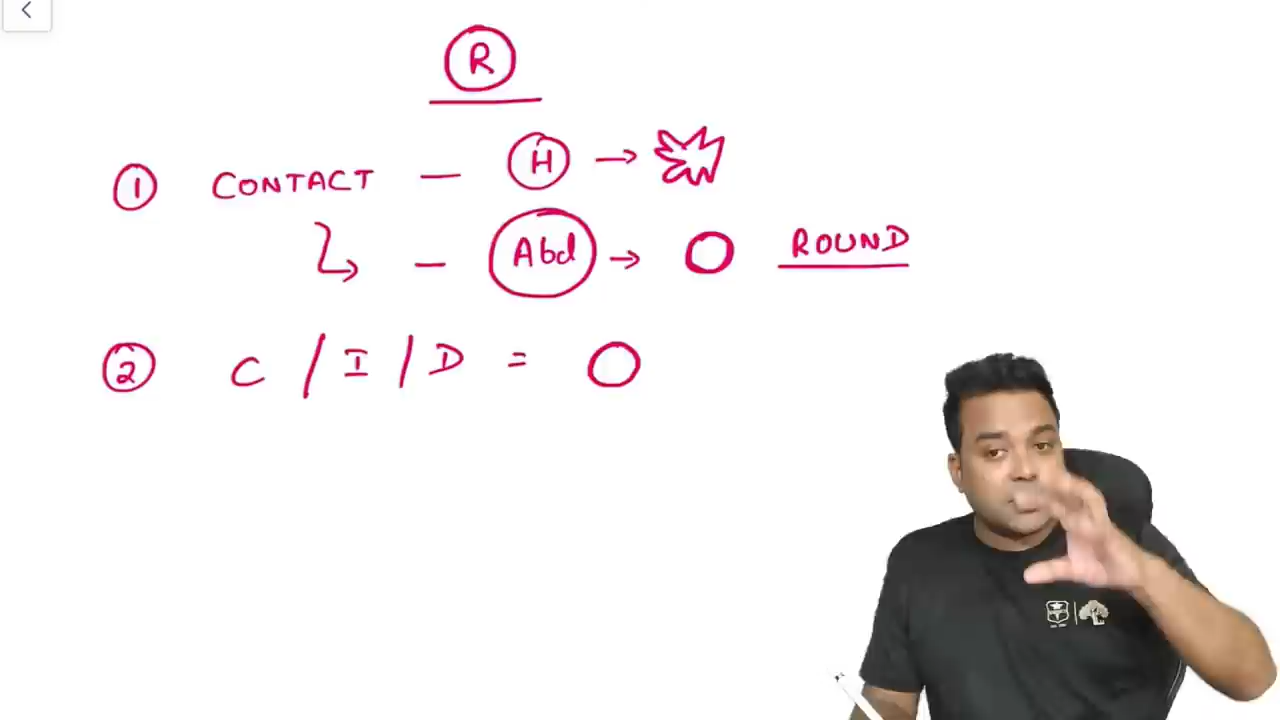 R
1 CONTACT – H →
– Abd → ROUND
2 C / I / D =